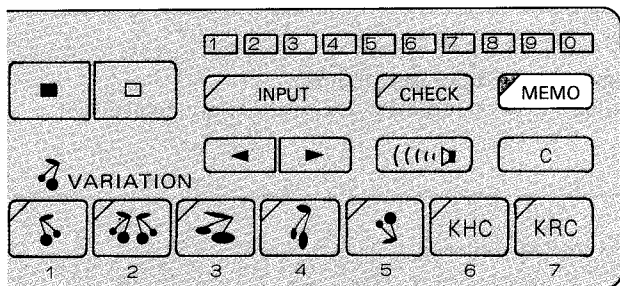 1 2 3 4 5 6 7 8 9 0
INPUT CHECK MEMO
C
VARIATION
KHC KRC
1 2 3 4 5 6 7